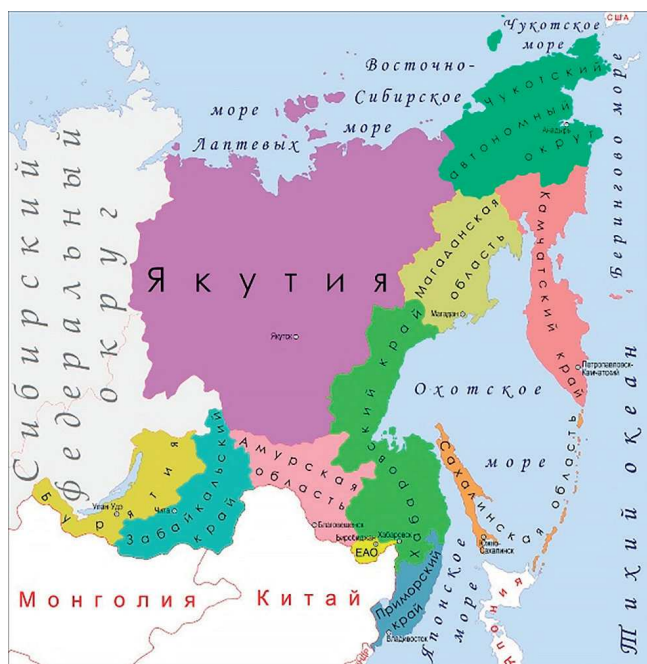 США
Чукотское
море
Восточно-
Сибирское
море
море
Лаптевых
Чукотский
автономный
округ
Анадырь
Берингово море
Сибирский
федеральный
округ
Якутия
Якутск
Магаданская
область
Магадан
Камчатский край
Петропавловск-
Камчатский
Охотское
море
Тихий океан
Хабаровский край
Хабаровск
Амурская
область
Благовещенск
Бурятия
Улан-Удэ
Забайкальский
край
Чита
Биробиджан
ЕАО
Сахалинская область
Южно-
Сахалинск
Приморский
край
Владивосток
Японское
море
Япония
Монголия
Китай